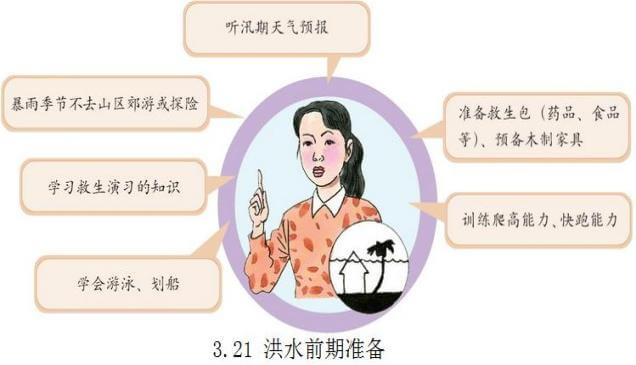 听汛期天气预报
暴雨季节不去山区郊游或探险
准备救生包（药品、食品
等）、预备木制家具
学习救生演习的知识
训练爬高能力、快跑能力
学会游泳、划船
3.21 洪水前期准备